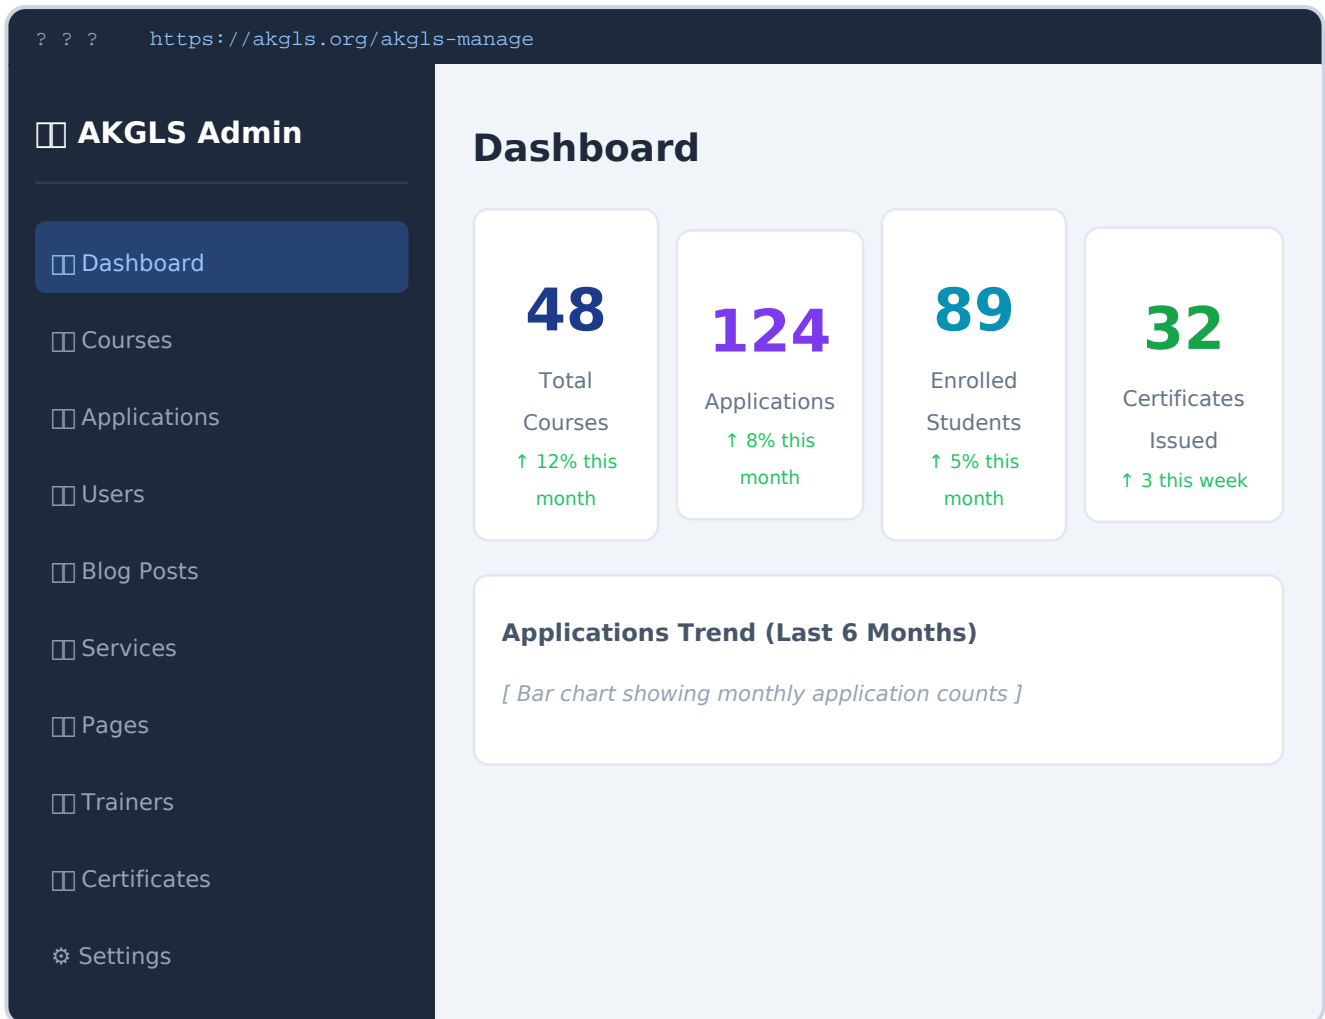 ? ? ? https://akgls.org/akgls-manage
AKGLS Admin
Dashboard
Courses
Applications
Users
Blog Posts
Services
Pages
Trainers
Certificates
⚙ Settings
Dashboard
48
Total
Courses
↑ 12% this
month
124
Applications
↑ 8% this
month
89
Enrolled
Students
↑ 5% this
month
32
Certificates
Issued
↑ 3 this week
Applications Trend (Last 6 Months)
[ Bar chart showing monthly application counts ]